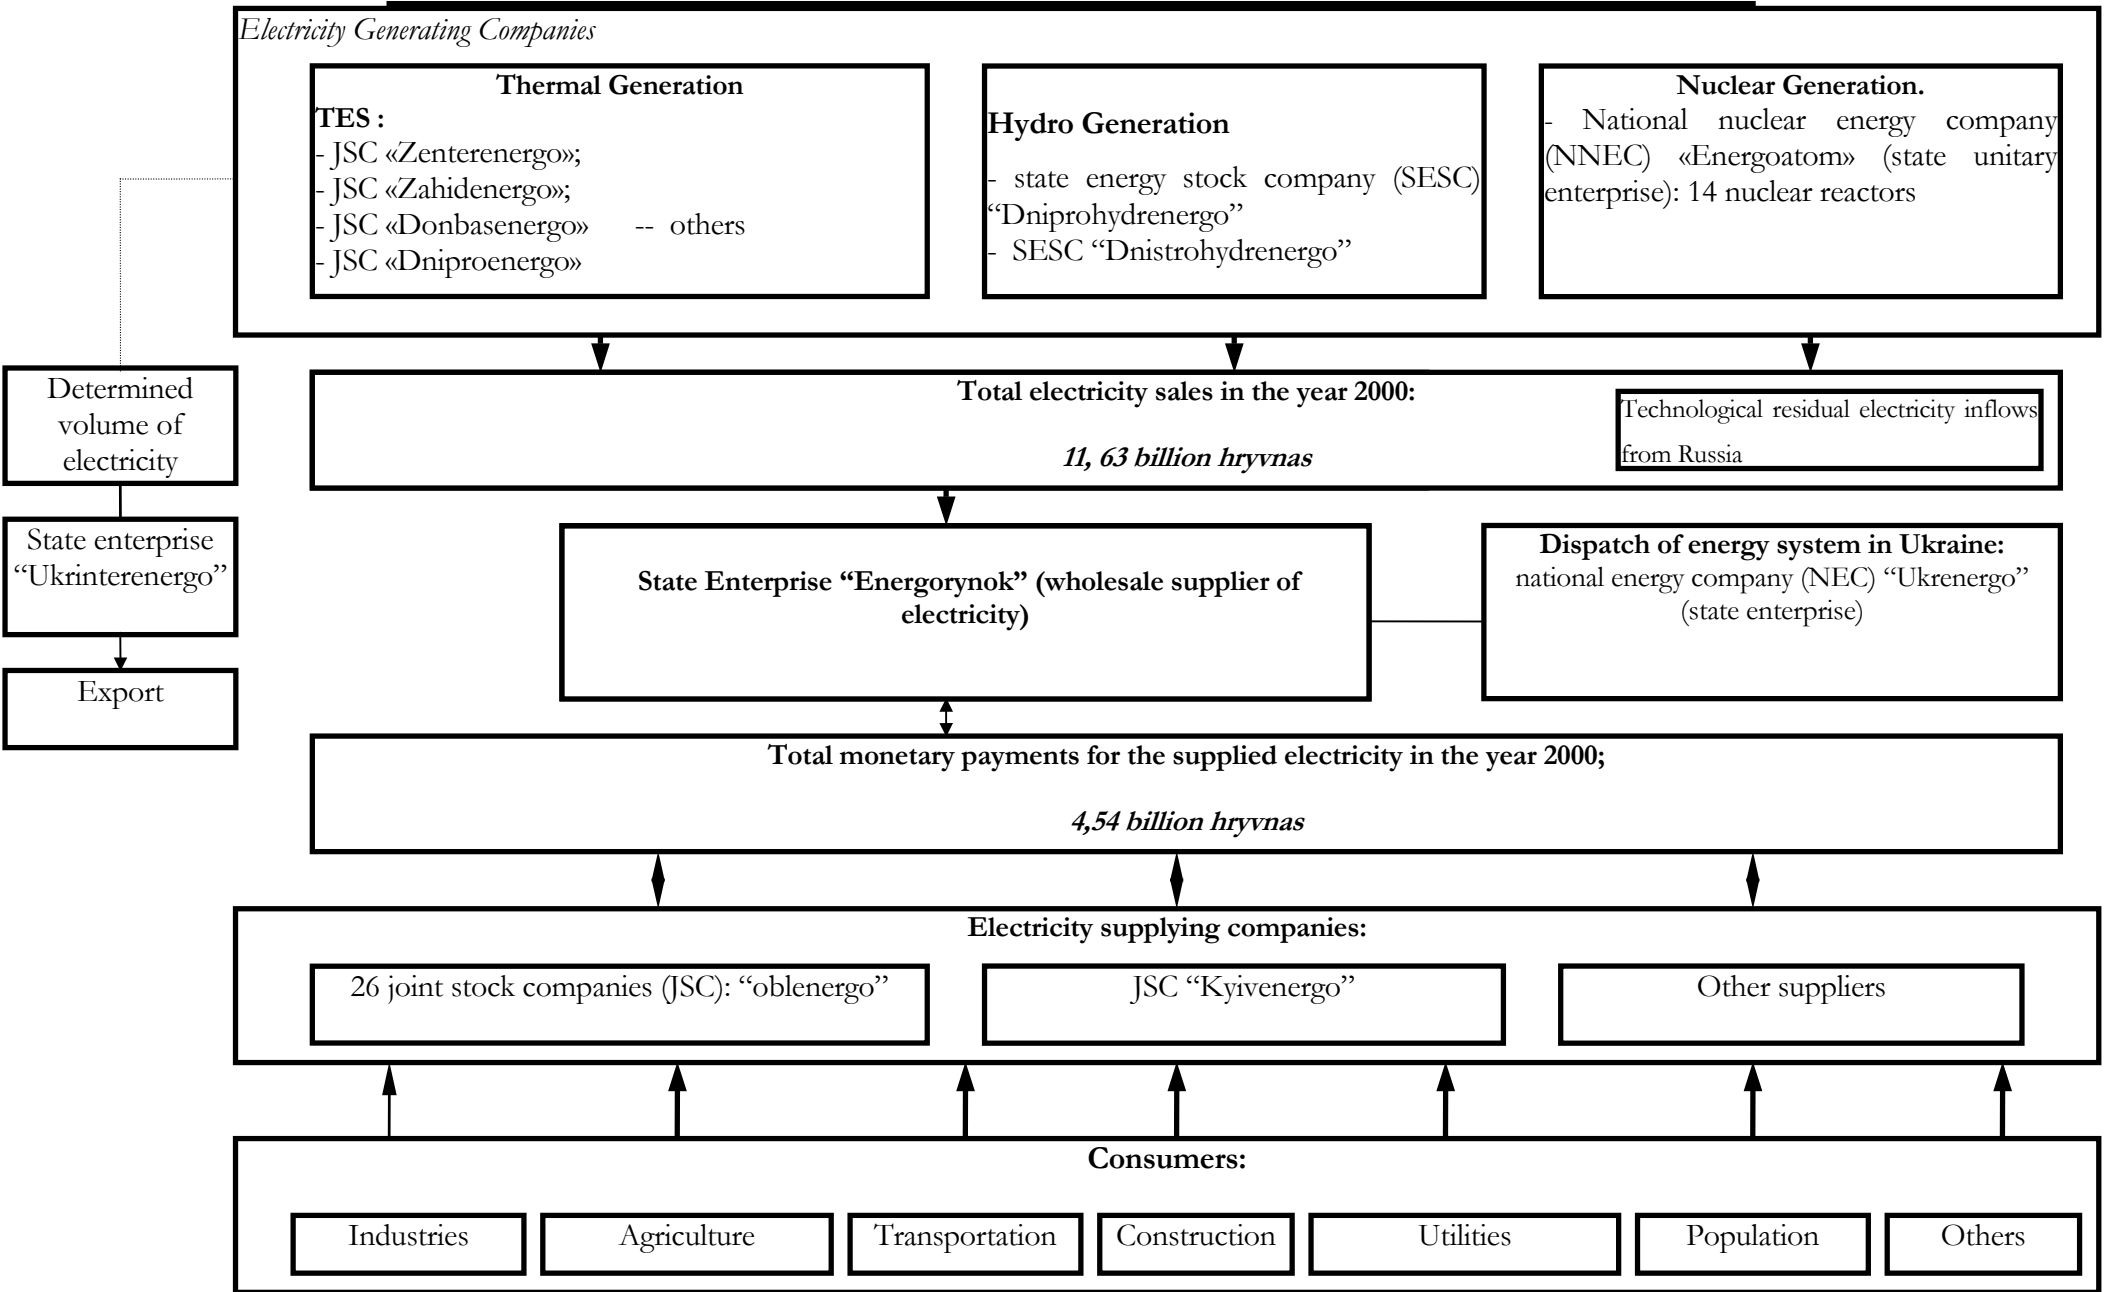 Electricity Generating Companies
Thermal Generation
TES :
- JSC «Zenterenergo»;
- JSC «Zahidenergo»;
- JSC «Donbasenergo» -- others
- JSC «Dniproenergo»
Hydro Generation
- state energy stock company (SESC)
“Dniprohydrenergo”
- SESC “Dnistrohydrenergo”
Nuclear Generation.
- National nuclear energy company
(NNEC) «Energoatom» (state unitary
enterprise): 14 nuclear reactors
Determined
volume of
electricity
Total electricity sales in the year 2000:
11, 63 billion hryvnas
Technological residual electricity inflows
from Russia
State enterprise
“Ukrinterenergo”
State Enterprise “Energorynok” (wholesale supplier of
electricity)
Dispatch of energy system in Ukraine:
national energy company (NEC) “Ukrenergo”
(state enterprise)
Export
Total monetary payments for the supplied electricity in the year 2000;
4,54 billion hryvnas
Electricity supplying companies:
26 joint stock companies (JSC): “oblenergo”
JSC “Kyivenergo”
Other suppliers
Consumers:
Industries
Agriculture
Transportation
Construction
Utilities
Population
Others